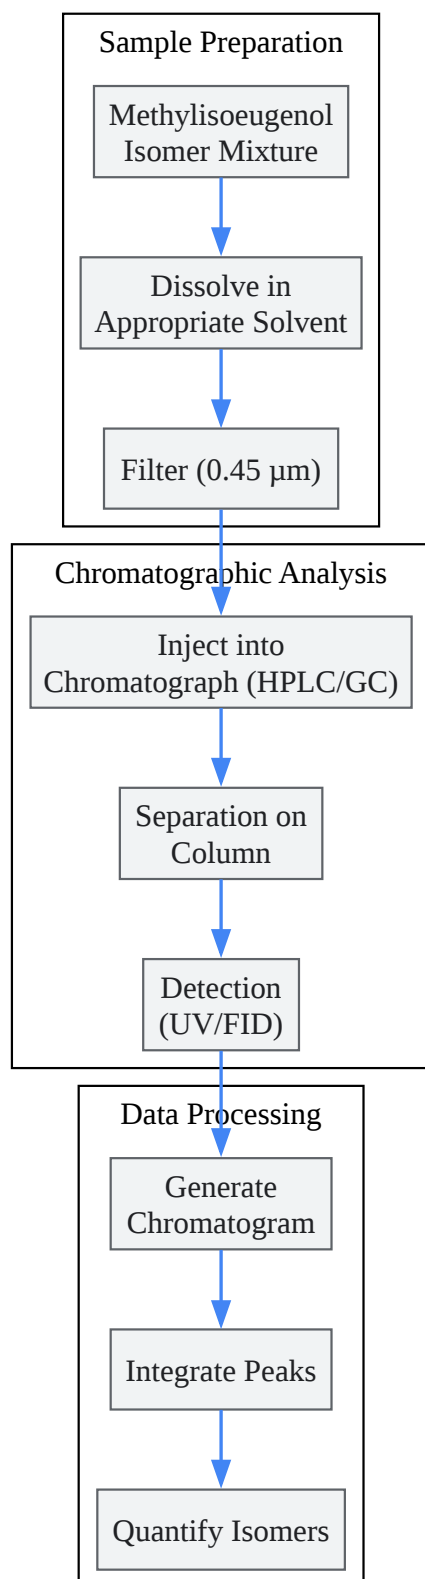 Sample Preparation
Methylisoeugenol
Isomer Mixture
Dissolve in
Appropriate Solvent
Filter (0.45 µm)
Chromatographic Analysis
Inject into
Chromatograph (HPLC/GC)
Separation on
Column
Detection
(UV/FID)
Data Processing
Generate
Chromatogram
Integrate Peaks
Quantify Isomers